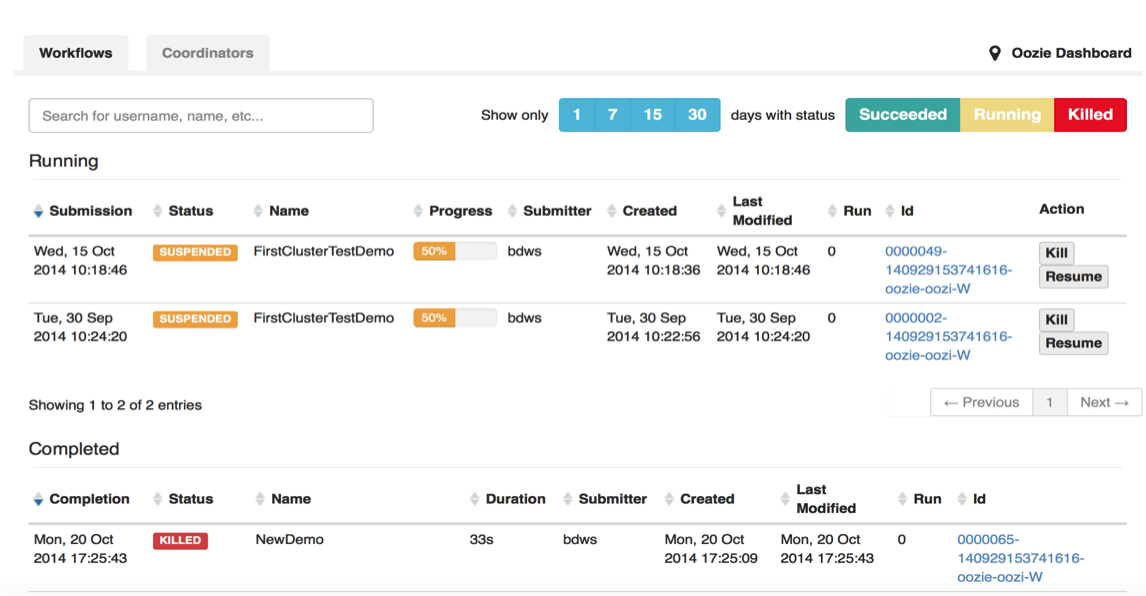 Workflows Coordinators Oozie Dashboard
Search for username, name, etc... Show only 1 7 15 30 days with status Succeeded Running Killed
Running
Submission Status Name Progress Submitter Created Last Modified Run Id Action
Wed, 15 Oct 2014 10:18:46 SUSPENDED FirstClusterTestDemo 50% bdws Wed, 15 Oct 2014 10:18:36 Wed, 15 Oct 2014 10:18:46 0 0000049-140929153741616-oozie-oozi-W Kill Resume
Tue, 30 Sep 2014 10:24:20 SUSPENDED FirstClusterTestDemo 50% bdws Tue, 30 Sep 2014 10:22:56 Tue, 30 Sep 2014 10:24:20 0 0000002-140929153741616-oozie-oozi-W Kill Resume
Showing 1 to 2 of 2 entries ← Previous 1 Next →
Completed
Completion Status Name Duration Submitter Created Last Modified Run Id
Mon, 20 Oct 2014 17:25:43 KILLED NewDemo 33s bdws Mon, 20 Oct 2014 17:25:09 Mon, 20 Oct 2014 17:25:43 0 0000065-140929153741616-oozie-oozi-W